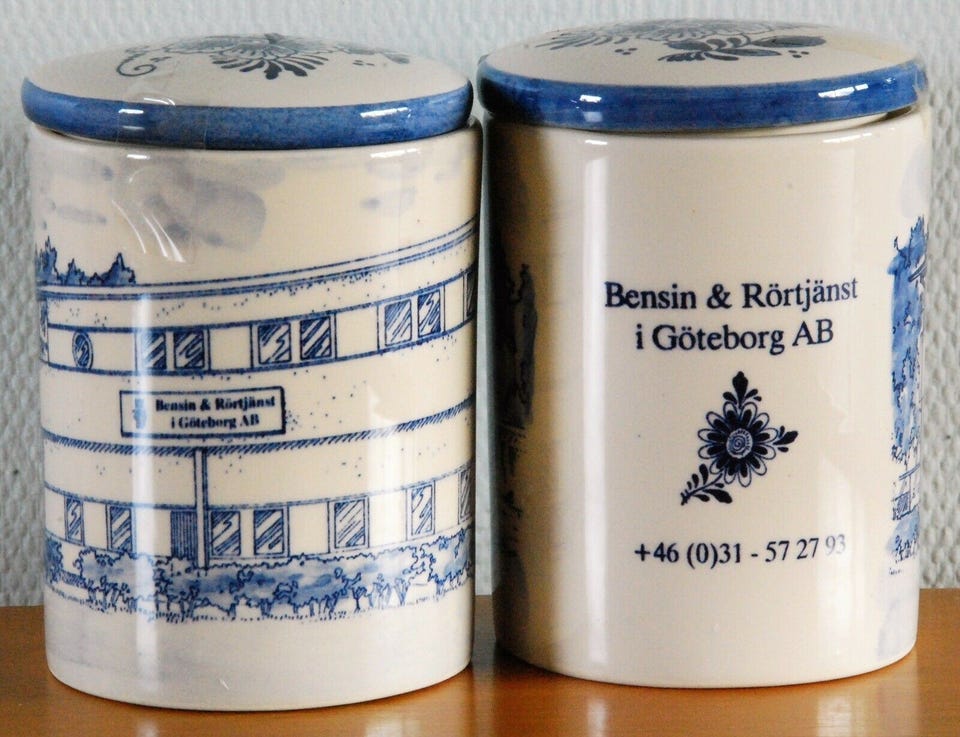 Bensin & Rörtjänst
i Göteborg AB
Bensin & Rörtjänst
i Göteborg AB
+46 (0)31 - 57 27 93